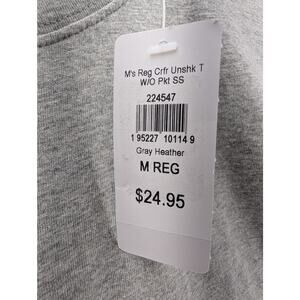 M's Reg Crfr Unshk T
W/O Pkt SS
224547
1 95227 10114 9
Gray Heather
M REG
$24.95